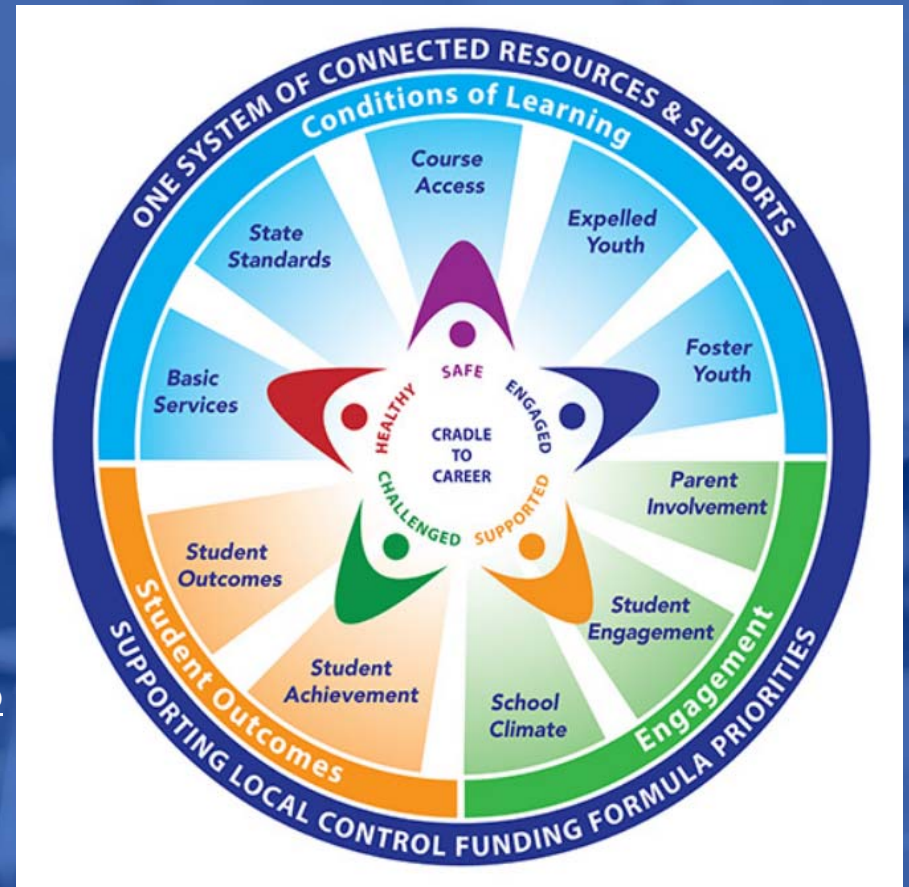 ONE SYSTEM OF CONNECTED RESOURCES & SUPPORTS
Conditions of Learning
Course
Access
Expelled
Youth
State
Standards
Foster
Youth
Basic
Services
SAFE
ENGAGED
HEALTHY
CRADLE
TO
CAREER
CHALLENGED
SUPPORTED
Parent
Involvement
Student
Outcomes
Student
Engagement
Student
Achievement
School
Climate
Student Outcomes
Engagement
SUPPORTING LOCAL CONTROL FUNDING FORMULA PRIORITIES